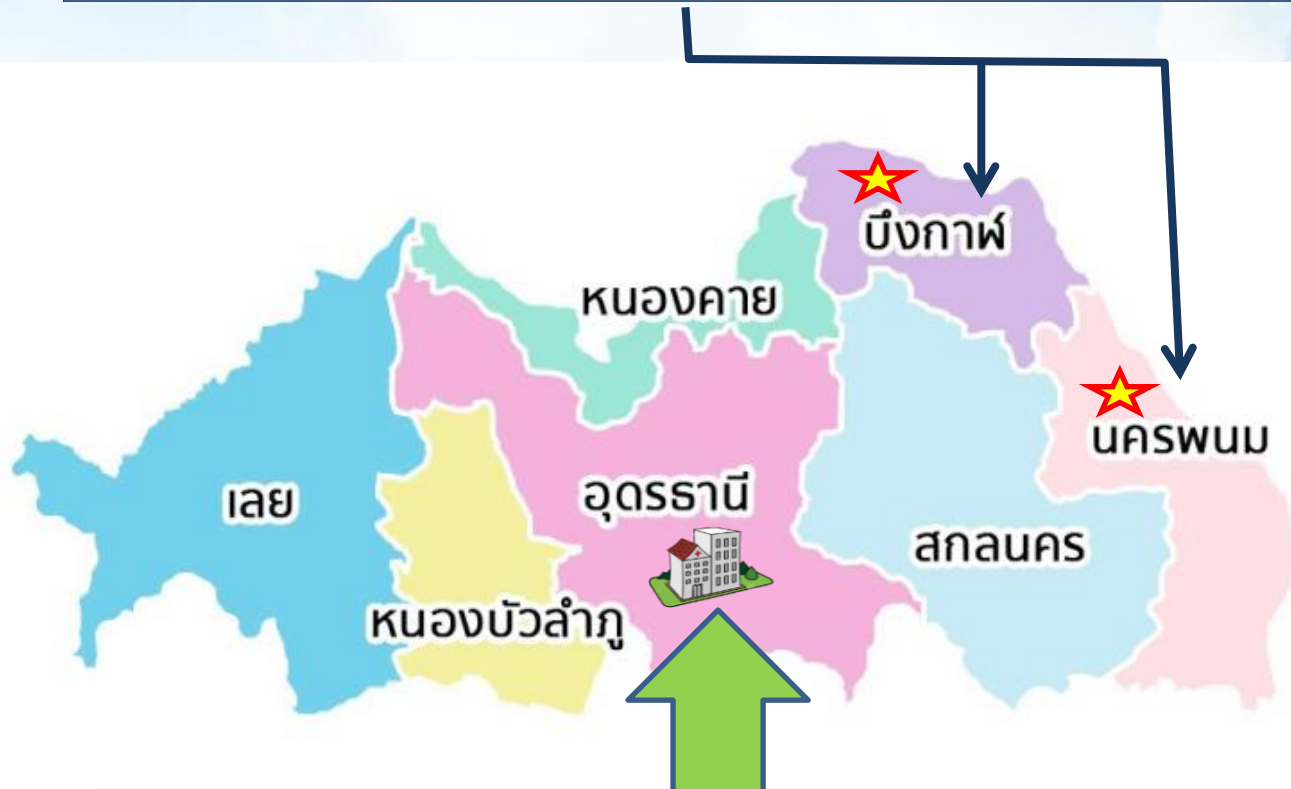 บึงกาฬ
หนองคาย
นครพนม
เลย
อุดรธานี
สกลนคร
หนองบัวลำภู